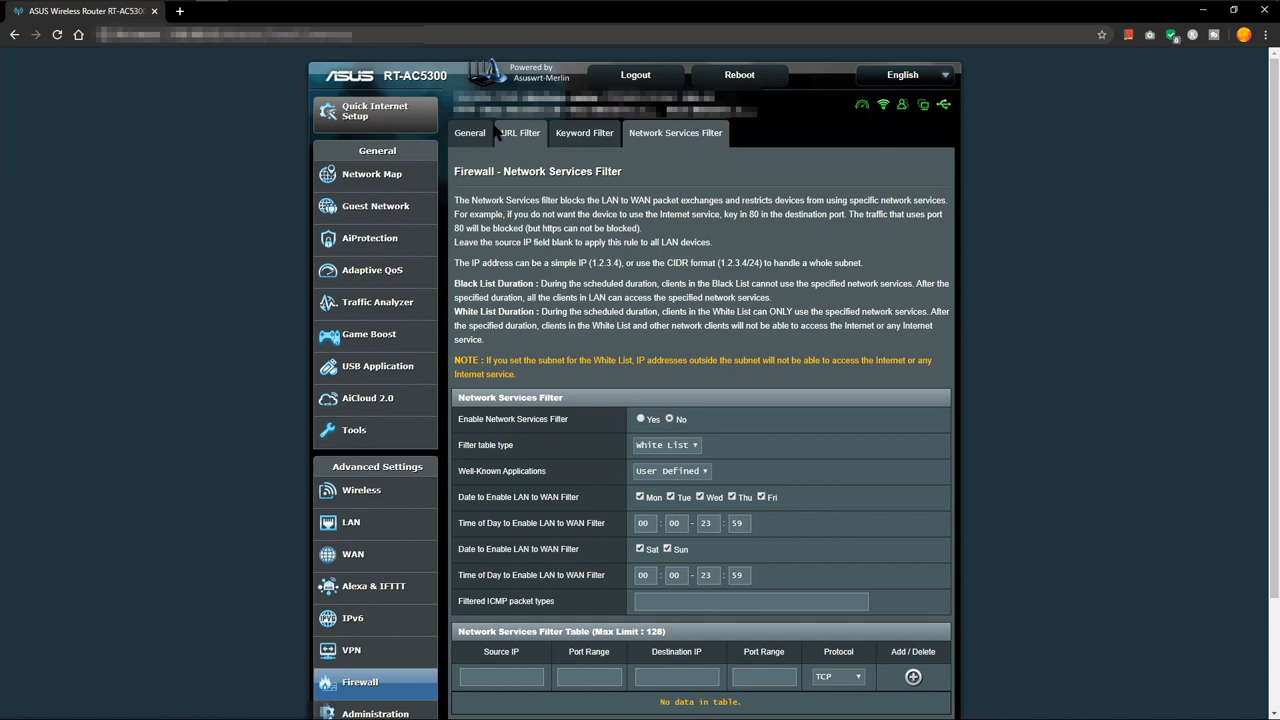 ASUS Wireless Router RT-AC530
ASUS RT-AC5300
Powered by
Asuswrt-Merlin
Logout
Reboot
English
Quick Internet
Setup
General
Network Map
Guest Network
AiProtection
Adaptive QoS
Traffic Analyzer
Game Boost
USB Application
AiCloud 2.0
Tools
Advanced Settings
Wireless
LAN
WAN
Alexa & IFTTT
IPv6
VPN
Firewall
Administration
General
URL Filter
Keyword Filter
Network Services Filter
Firewall - Network Services Filter
The Network Services filter blocks the LAN to WAN packet exchanges and restricts devices from using specific network services.
For example, if you do not want the device to use the Internet service, key in 80 in the destination port. The traffic that uses port
80 will be blocked (but https can not be blocked).
Leave the source IP field blank to apply this rule to all LAN devices.
The IP address can be a simple IP (1.2.3.4), or use the CIDR format (1.2.3.4/24) to handle a whole subnet.
Black List Duration : During the scheduled duration, clients in the Black List cannot use the specified network services. After the
specified duration, all the clients in LAN can access the specified network services.
White List Duration : During the scheduled duration, clients in the White List can ONLY use the specified network services. After
the specified duration, clients in the White List and other network clients will not be able to access the Internet or any Internet
service.
NOTE : If you set the subnet for the White List, IP addresses outside the subnet will not be able to access the Internet or any
Internet service.
Network Services Filter
Enable Network Services Filter Yes No
Filter table type White List
Well-Known Applications User Defined
Date to Enable LAN to WAN Filter Mon Tue Wed Thu Fri
Time of Day to Enable LAN to WAN Filter 00 : 00 - 23 : 59
Date to Enable LAN to WAN Filter Sat Sun
Time of Day to Enable LAN to WAN Filter 00 : 00 - 23 : 59
Filtered ICMP packet types
Network Services Filter Table (Max Limit : 128)
Source IP Port Range Destination IP Port Range Protocol Add / Delete
TCP
No data in table.